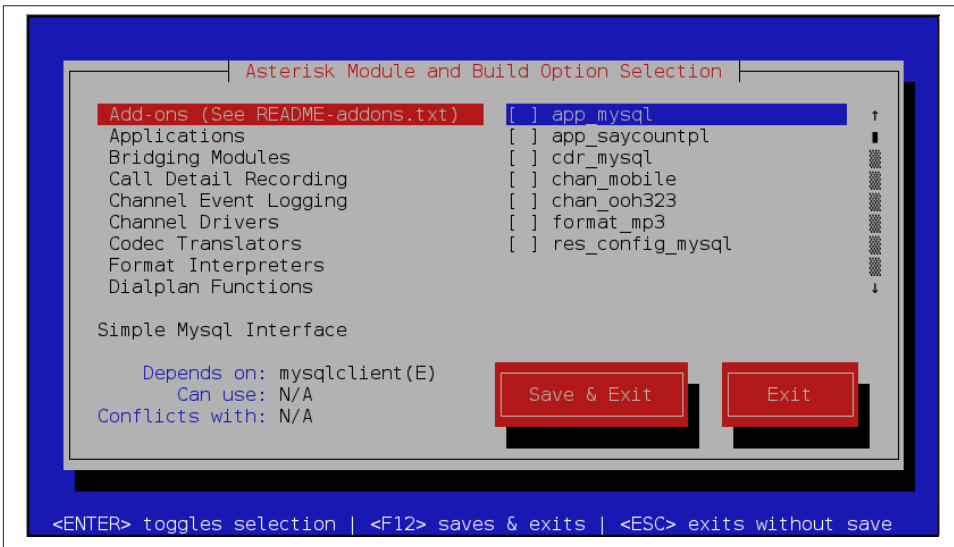 Asterisk Module and Build Option Selection
Add-ons (See README-addons.txt) [ ] app_mysql
Applications [ ] app_saycountpl
Bridging Modules [ ] cdr_mysql
Call Detail Recording [ ] chan_mobile
Channel Event Logging [ ] chan_ooh323
Channel Drivers [ ] format_mp3
Codec Translators [ ] res_config_mysql
Format Interpreters
Dialplan Functions
Simple Mysql Interface
Depends on: mysqlclient(E)
Can use: N/A
Conflicts with: N/A
Save & Exit Exit
<ENTER> toggles selection | <F12> saves & exits | <ESC> exits without save